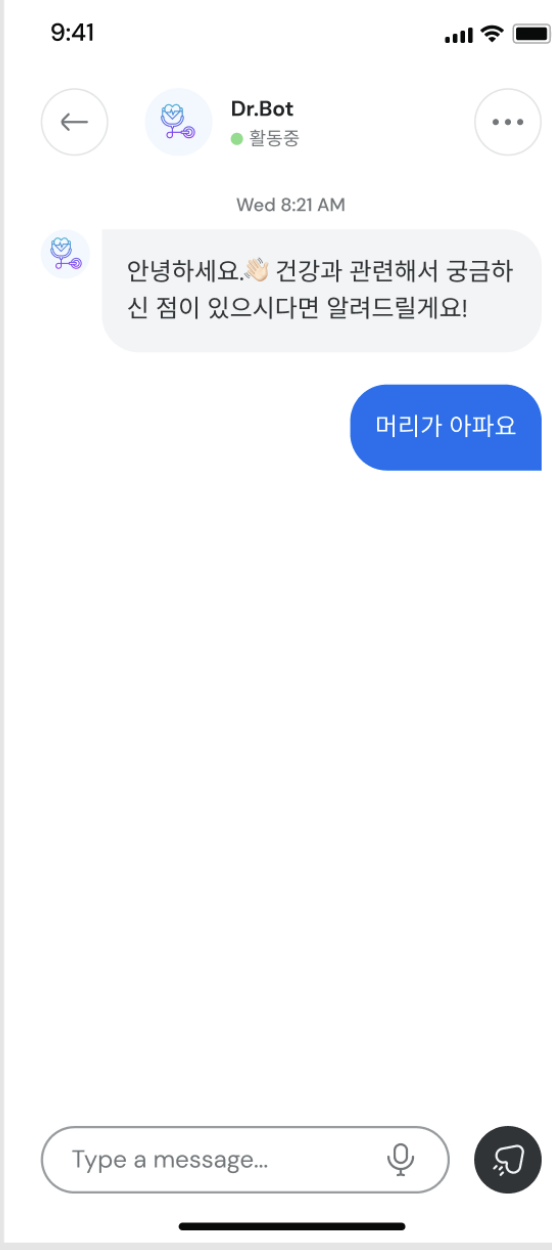 9:41
Dr.Bot
활동중
Wed 8:21 AM
안녕하세요.👋🏻 건강과 관련해서 궁금하
신 점이 있으시다면 알려드릴게요!
머리가 아파요
Type a message...